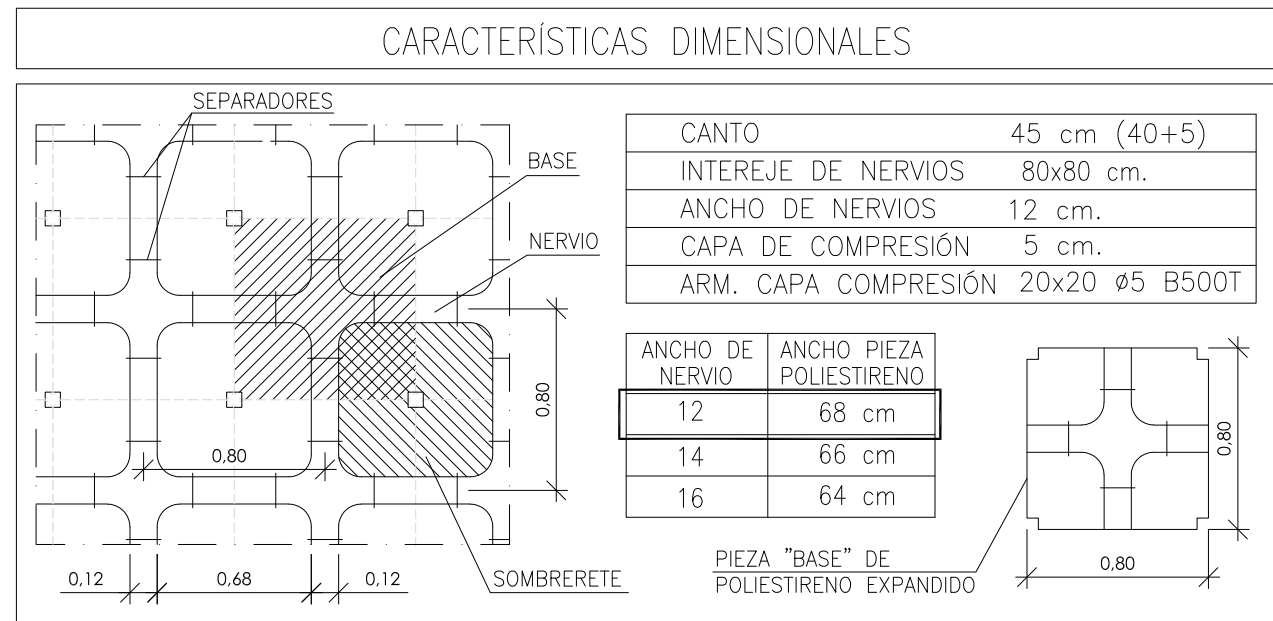 CARACTERÍSTICAS DIMENSIONALES
SEPARADORES
BASE
NERVIO
0,80
0,80
0,12
0,68
0,12
SOMBRERETE
CANTO 45 cm (40+5)
INTEREJE DE NERVIOS 80x80 cm.
ANCHO DE NERVIOS 12 cm.
CAPA DE COMPRESIÓN 5 cm.
ARM. CAPA COMPRESIÓN 20x20 ø5 B500T
ANCHO DE NERVIO
ANCHO PIEZA POLIESTIRENO
12 68 cm
14 66 cm
16 64 cm
0,80
0,80
PIEZA "BASE" DE
POLIESTIRENO EXPANDIDO